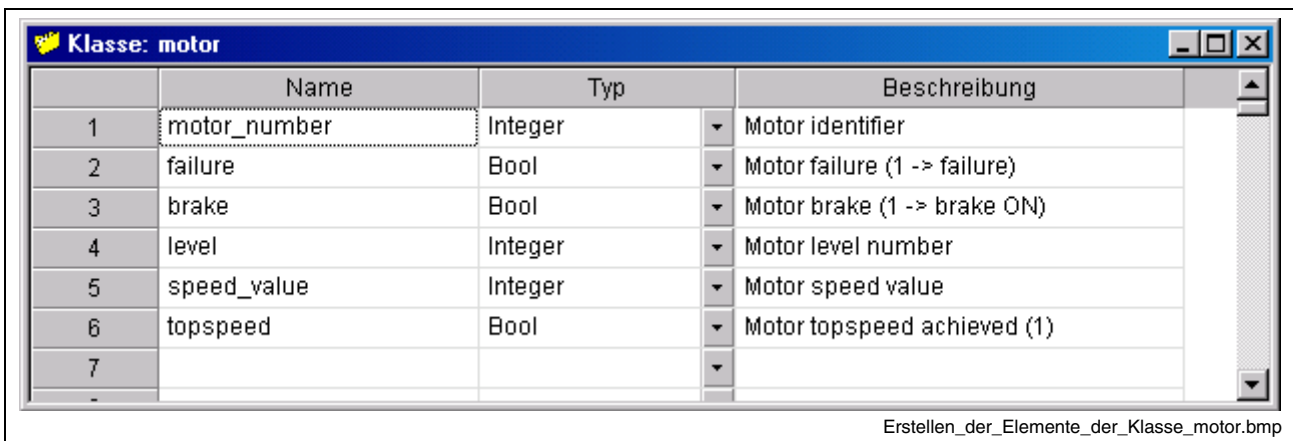 Klasse: motor
Name Typ Beschreibung
1 motor_number Integer Motor identifier
2 failure Bool Motor failure (1 -> failure)
3 brake Bool Motor brake (1 -> brake ON)
4 level Integer Motor level number
5 speed_value Integer Motor speed value
6 topspeed Bool Motor topspeed achieved (1)
7
Erstellen_der_Elemente_der_Klasse_motor.bmp